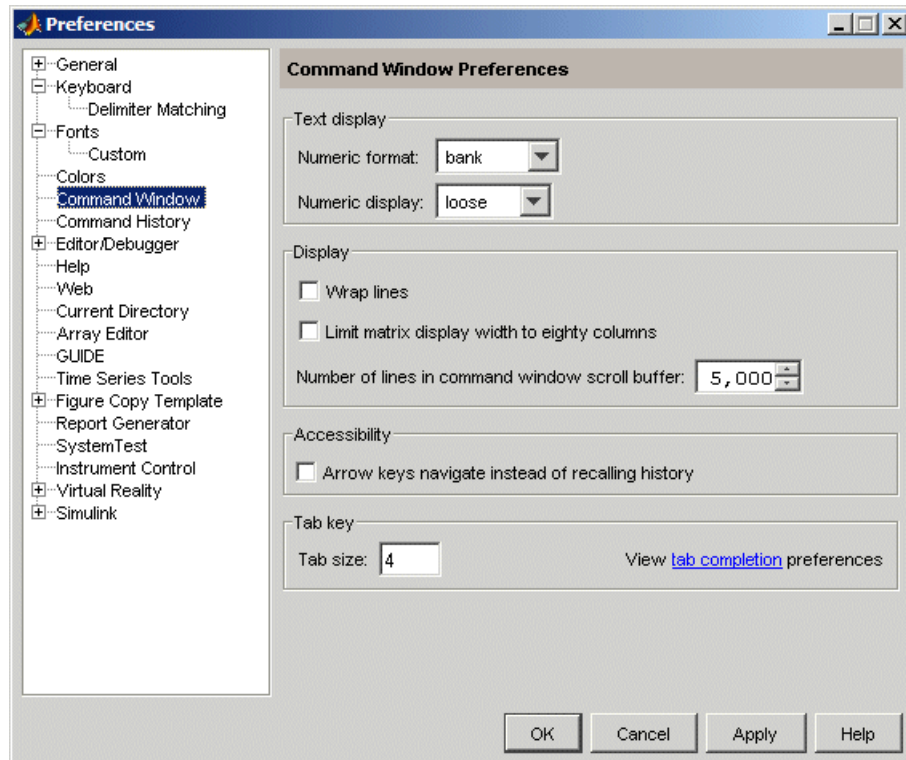 Preferences
General
Keyboard
Delimiter Matching
Fonts
Custom
Colors
Command Window
Command History
Editor/Debugger
Help
Web
Current Directory
Array Editor
GUIDE
Time Series Tools
Figure Copy Template
Report Generator
SystemTest
Instrument Control
Virtual Reality
Simulink
Command Window Preferences
Text display
Numeric format: bank
Numeric display: loose
Display
Wrap lines
Limit matrix display width to eighty columns
Number of lines in command window scroll buffer: 5,000
Accessibility
Arrow keys navigate instead of recalling history
Tab key
Tab size: 4 View tab completion preferences
OK Cancel Apply Help